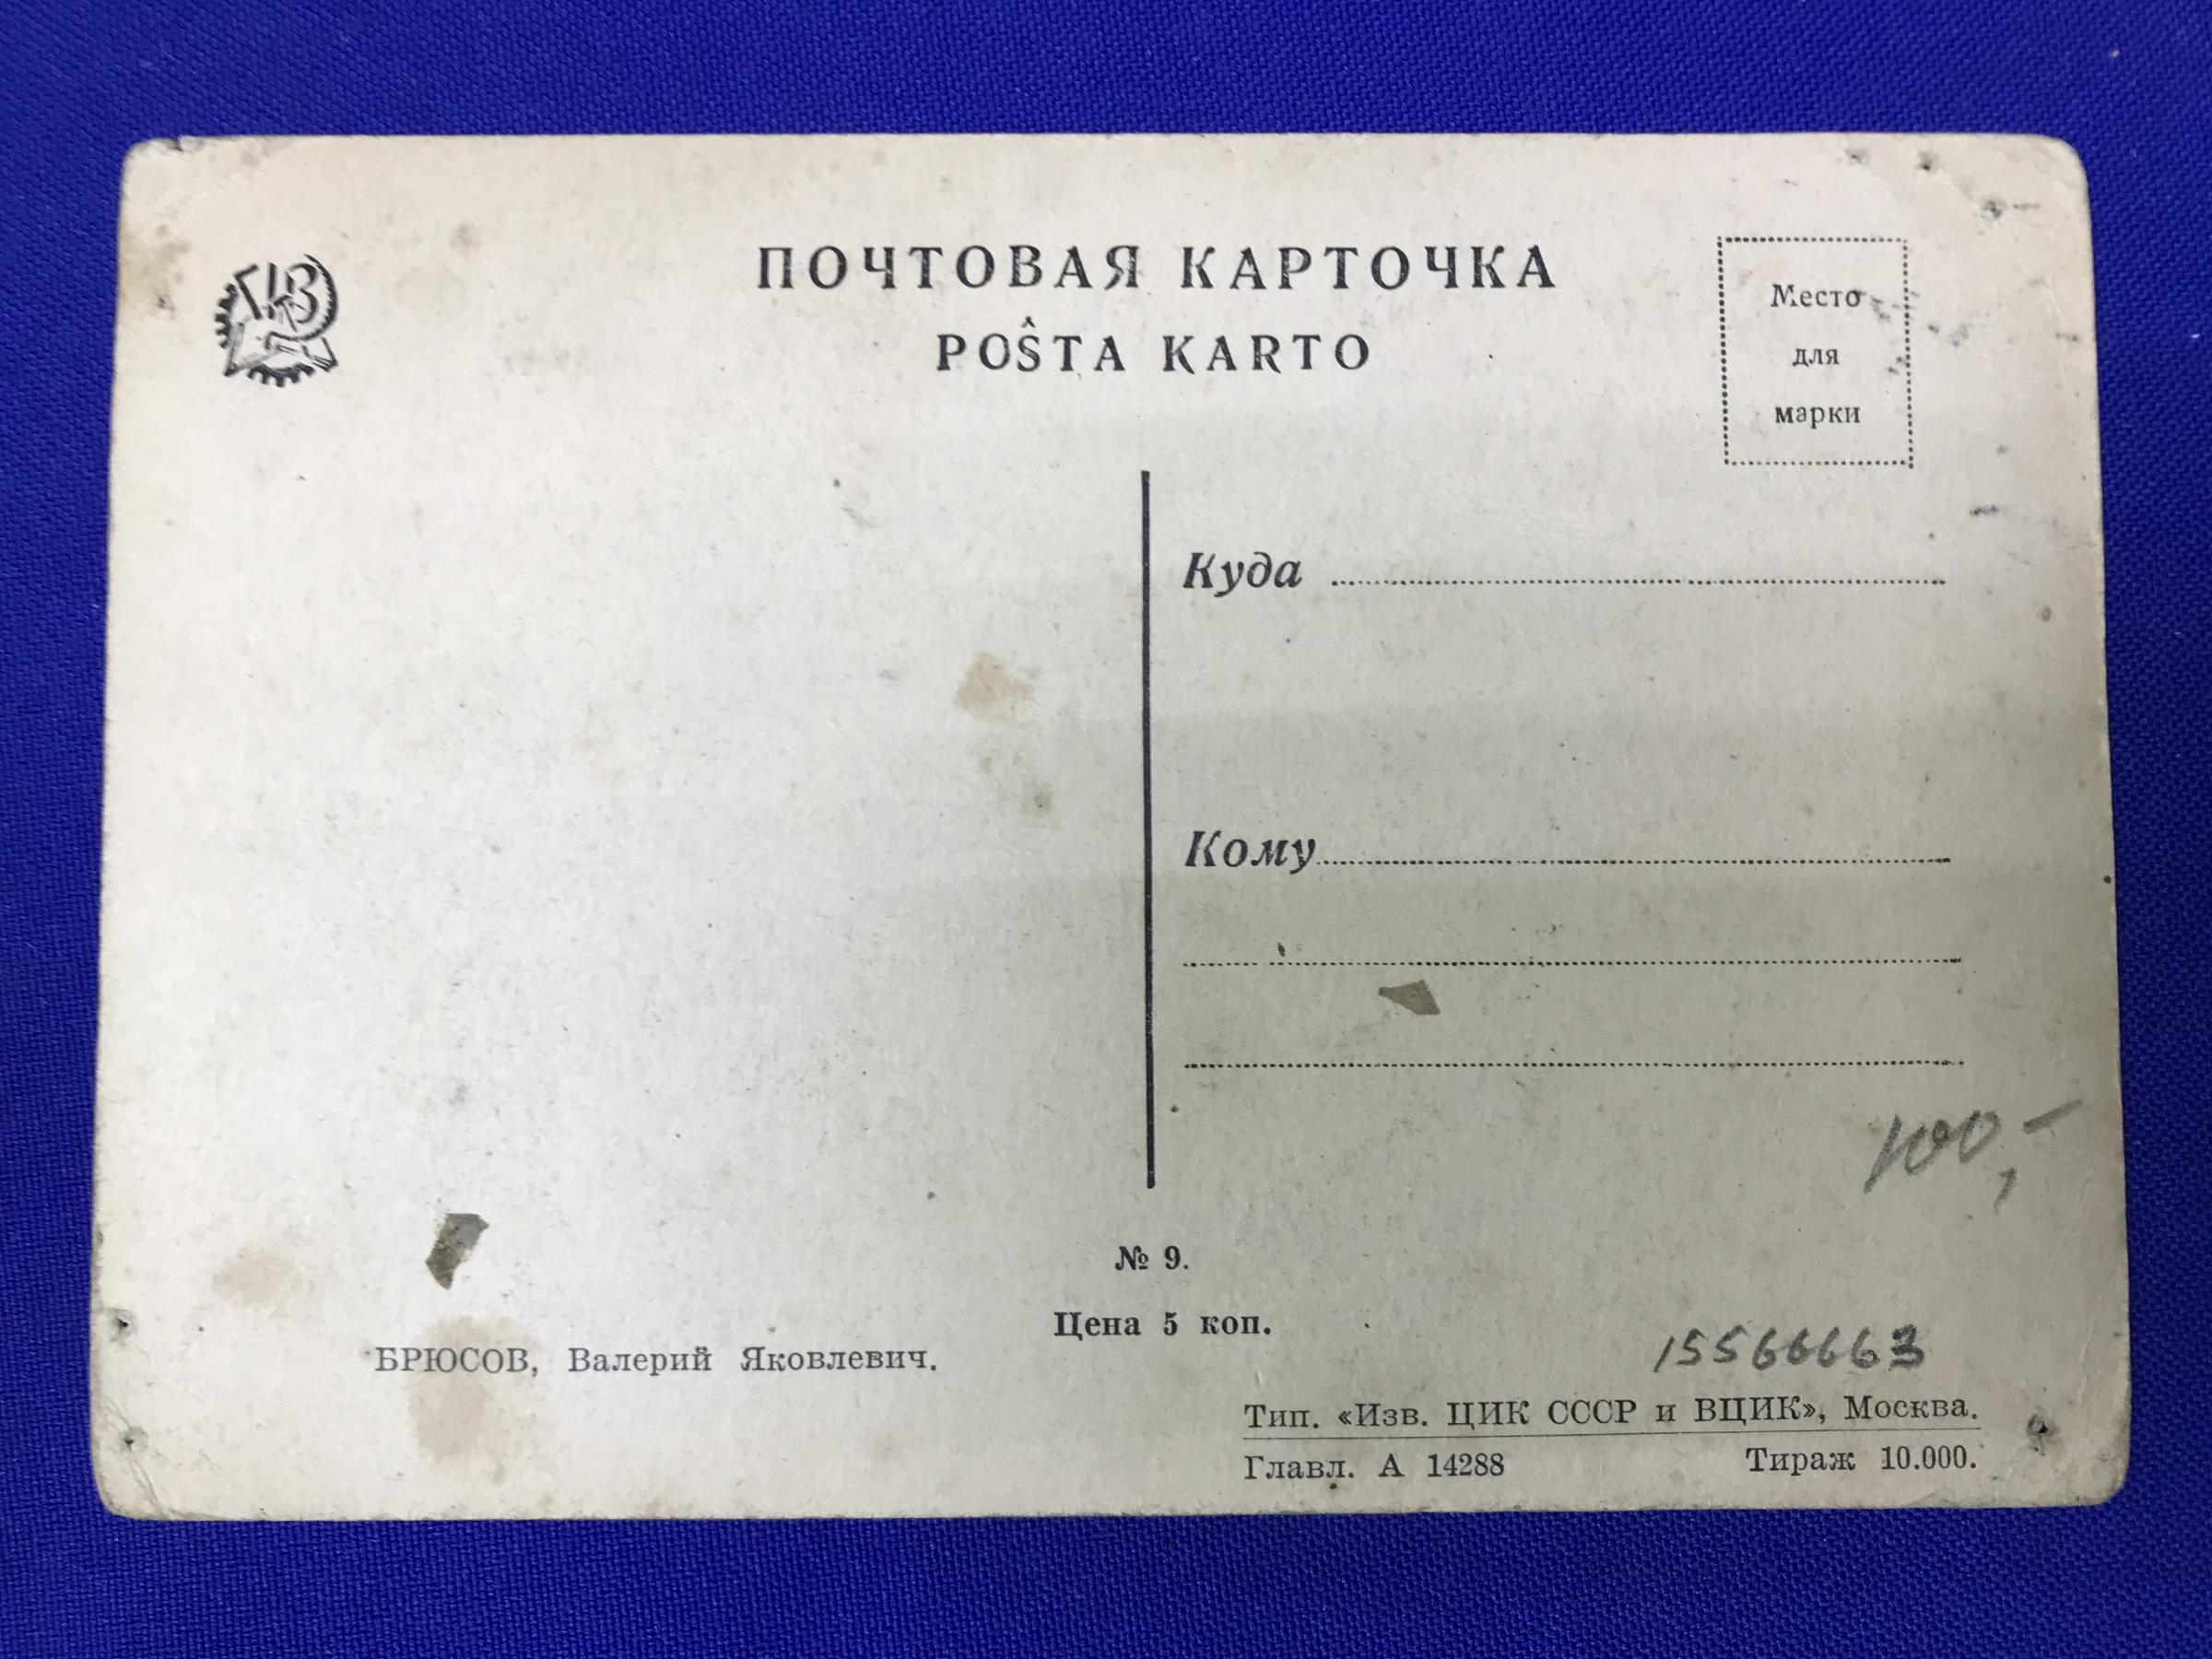 ГИЗ
ПОЧТОВАЯ КАРТОЧКА
POŜTA KARTO
Место
для
марки
Куда
Кому
100,-
№ 9.
Цена 5 коп.
БРЮСОВ, Валерий Яковлевич.
15566663
Тип. «Изв. ЦИК СССР и ВЦИК», Москва.
Главл. А 14288 Тираж 10.000.